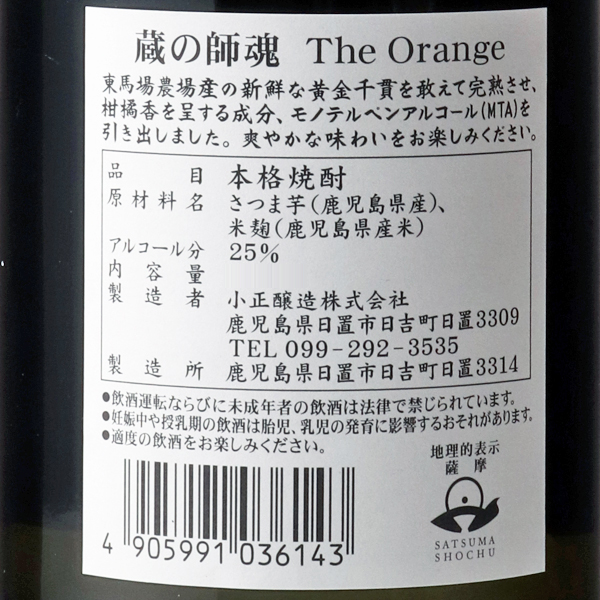 蔵の師魂 The Orange
東馬場農場産の新鮮な黄金千貫を敢えて完熟させ、
柑橘香を呈する成分、モノテルペンアルコール(MTA)を
引き出しました。爽やかな味わいをお楽しみください。
品目 本格焼酎
原材料名 さつま芋(鹿児島県産)、
米麹(鹿児島県産米)
アルコール分 25%
内容量
製造者 小正醸造株式会社
鹿児島県日置市日吉町日置3309
TEL 099-292-3535
製造所 鹿児島県日置市日吉町日置3314
●飲酒運転ならびに未成年者の飲酒は法律で禁じられています。
●妊娠中や授乳期の飲酒は胎児、乳児の発育に影響するおそれがあります。
●適度の飲酒をお楽しみください。
地理的表示
薩摩
SATSUMA
SHOCHU
4 905991 036143